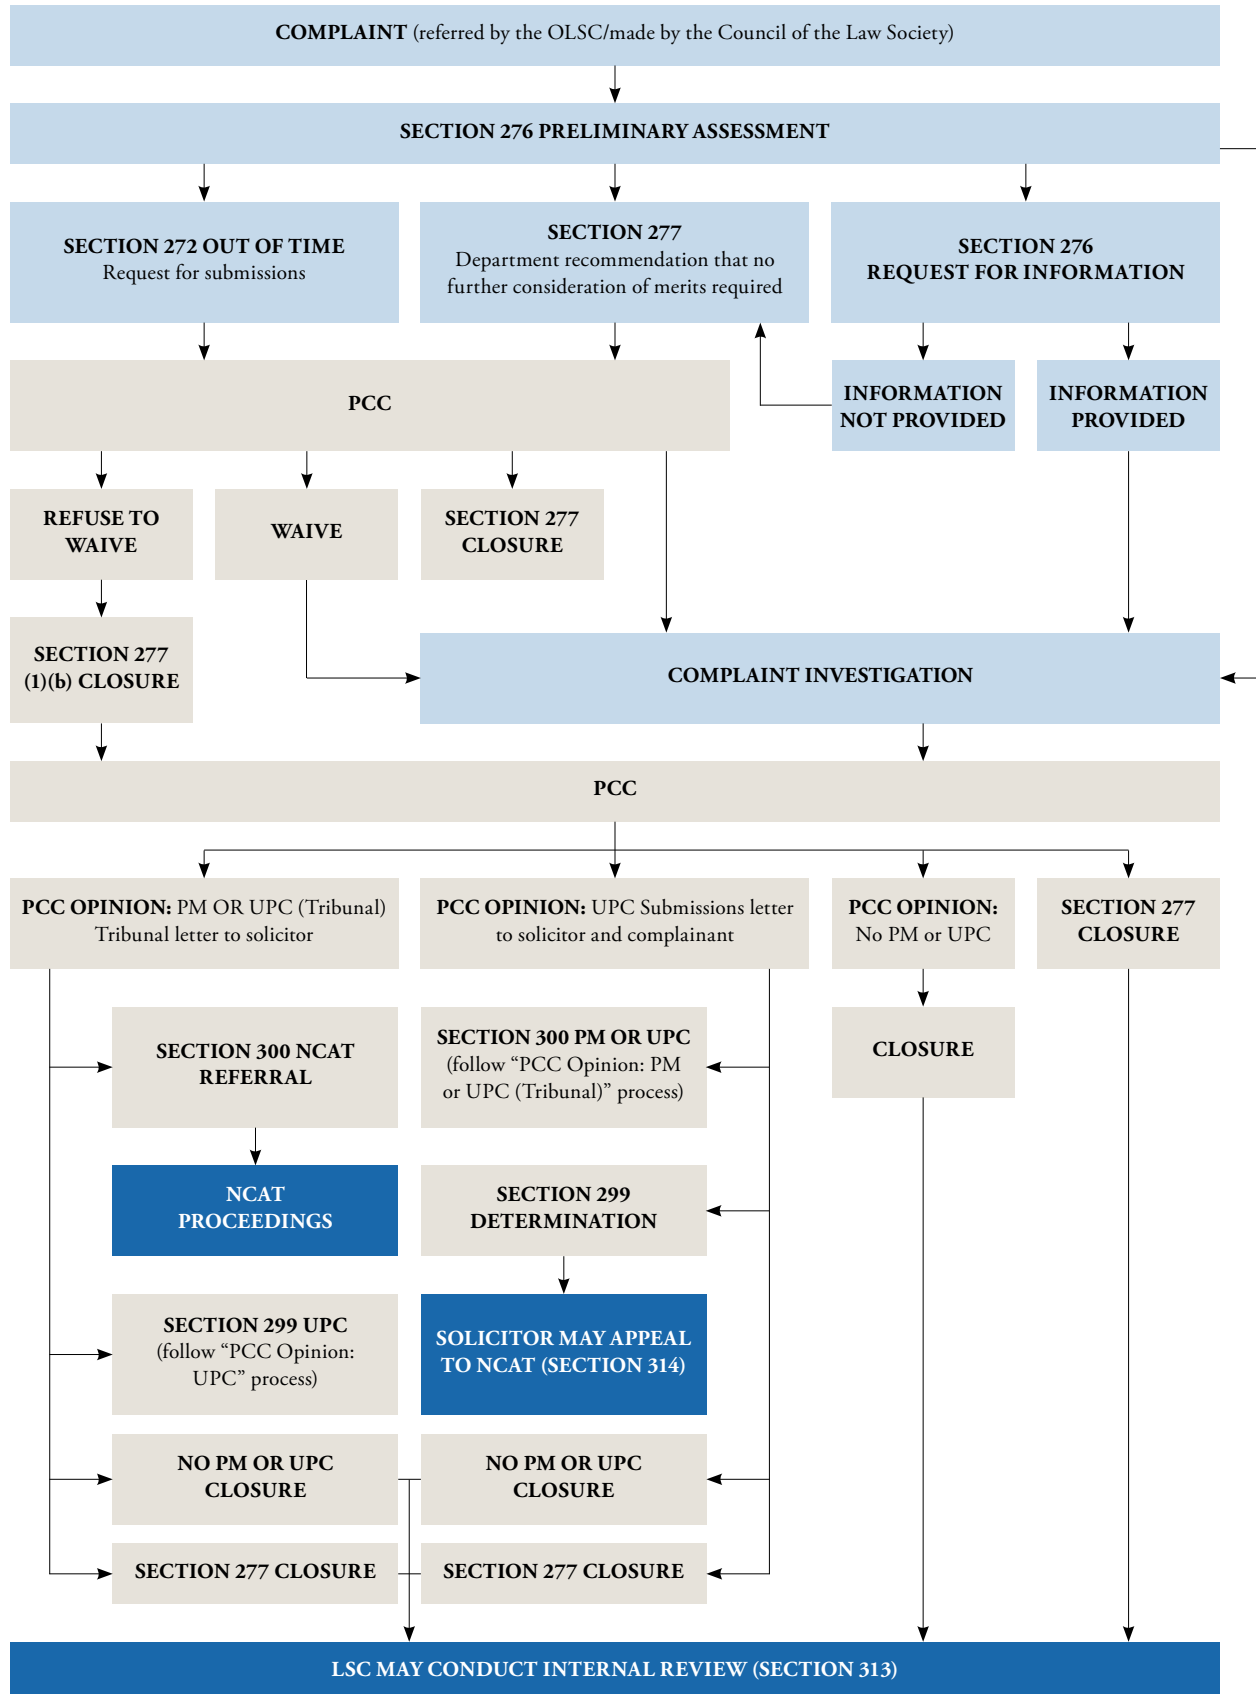 COMPLAINT (referred by the OLSC/made by the Council of the Law Society)
SECTION 276 PRELIMINARY ASSESSMENT
SECTION 272 OUT OF TIME
Request for submissions
SECTION 277
Department recommendation that no
further consideration of merits required
SECTION 276
REQUEST FOR INFORMATION
PCC
INFORMATION
NOT PROVIDED
INFORMATION
PROVIDED
REFUSE TO
WAIVE
WAIVE
SECTION 277
CLOSURE
SECTION 277
(1)(b) CLOSURE
COMPLAINT INVESTIGATION
PCC
PCC OPINION: PM OR UPC (Tribunal)
Tribunal letter to solicitor
PCC OPINION: UPC Submissions letter
to solicitor and complainant
PCC OPINION:
No PM or UPC
SECTION 277
CLOSURE
SECTION 300 NCAT
REFERRAL
SECTION 300 PM OR UPC
(follow “PCC Opinion: PM
or UPC (Tribunal)” process)
CLOSURE
NCAT
PROCEEDINGS
SECTION 299
DETERMINATION
SECTION 299 UPC
(follow “PCC Opinion:
UPC” process)
SOLICITOR MAY APPEAL
TO NCAT (SECTION 314)
NO PM OR UPC
CLOSURE
NO PM OR UPC
CLOSURE
SECTION 277 CLOSURE
SECTION 277 CLOSURE
LSC MAY CONDUCT INTERNAL REVIEW (SECTION 313)